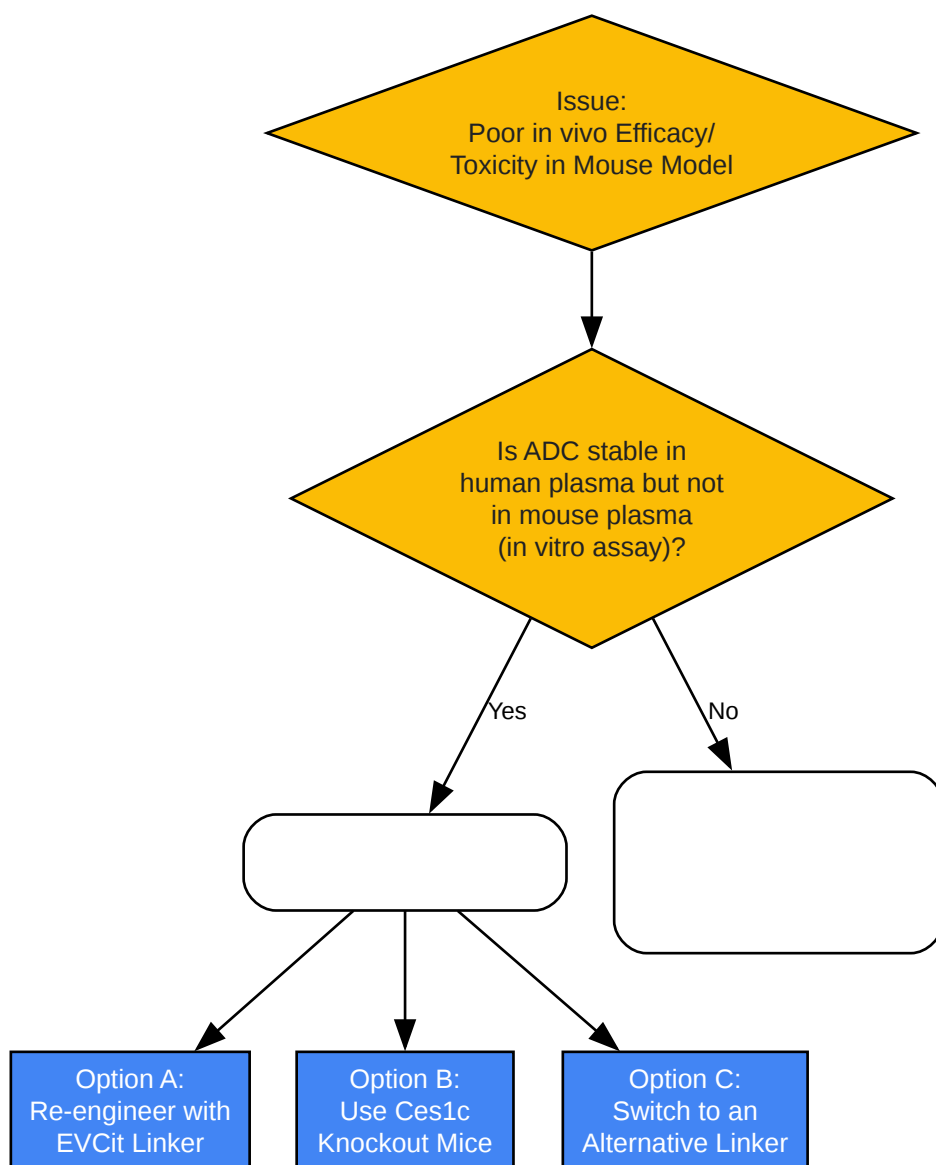 Issue:
Poor in vivo Efficacy/
Toxicity in Mouse Model
Is ADC stable in
human plasma but not
in mouse plasma
(in vitro assay)?
Yes
No
Option A:
Re-engineer with
EVCit Linker
Option B:
Use Ces1c
Knockout Mice
Option C:
Switch to an
Alternative Linker